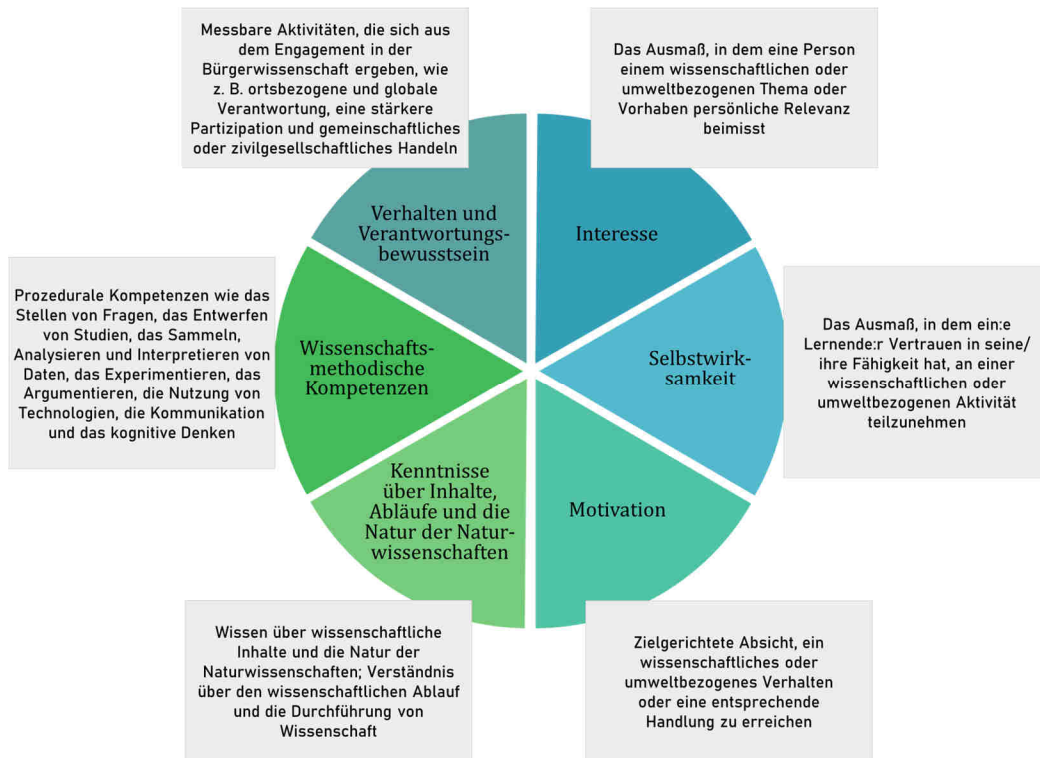 Messbare Aktivitäten, die sich aus
dem Engagement in der
Bürgerwissenschaft ergeben, wie
z. B. ortsbezogene und globale
Verantwortung, eine stärkere
Partizipation und gemeinschaftliches
oder zivilgesellschaftliches Handeln
Das Ausmaß, in dem eine Person
einem wissenschaftlichen oder
umweltbezogenen Thema oder
Vorhaben persönliche Relevanz
beimisst
Verhalten und
Verantwortungs-
bewusstsein
Interesse
Prozedurale Kompetenzen wie das
Stellen von Fragen, das Entwerfen
von Studien, das Sammeln,
Analysieren und Interpretieren von
Daten, das Experimentieren, das
Argumentieren, die Nutzung von
Technologien, die Kommunikation
und das kognitive Denken
Wissenschafts-
methodische
Kompetenzen
Selbstwirk-
samkeit
Das Ausmaß, in dem ein:e
Lernende:r Vertrauen in seine/
ihre Fähigkeit hat, an einer
wissenschaftlichen oder
umweltbezogenen Aktivität
teilzunehmen
Kenntnisse
über Inhalte,
Abläufe und die
Natur der Natur-
wissenschaften
Motivation
Wissen über wissenschaftliche
Inhalte und die Natur der
Naturwissenschaften; Verständnis
über den wissenschaftlichen Ablauf
und die Durchführung von
Wissenschaft
Zielgerichtete Absicht, ein
wissenschaftliches oder
umweltbezogenes Verhalten
oder eine entsprechende
Handlung zu erreichen